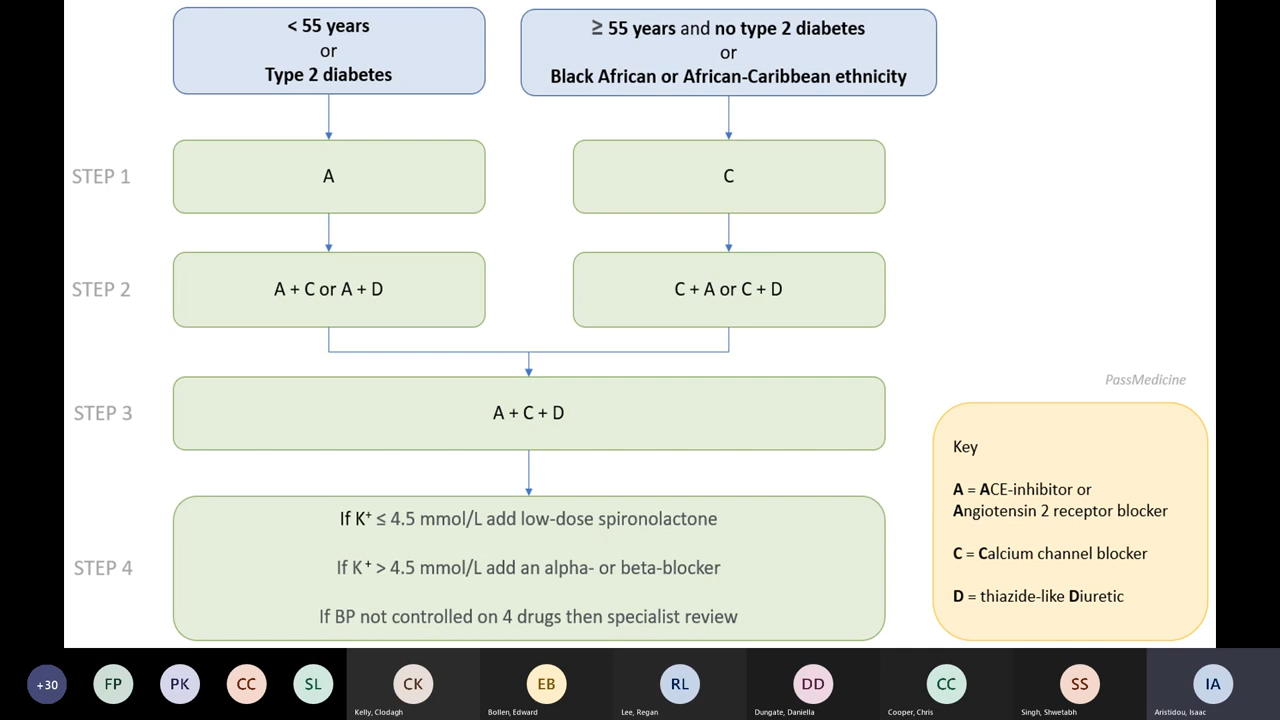 < 55 years
or
Type 2 diabetes
≥ 55 years and no type 2 diabetes
or
Black African or African-Caribbean ethnicity
STEP 1
A
C
STEP 2
A + C or A + D
C + A or C + D
STEP 3
A + C + D
STEP 4
If K⁺ ≤ 4.5 mmol/L add low-dose spironolactone
If K⁺ > 4.5 mmol/L add an alpha- or beta-blocker
If BP not controlled on 4 drugs then specialist review
PassMedicine
Key
A = ACE-inhibitor or
Angiotensin 2 receptor blocker
C = Calcium channel blocker
D = thiazide-like Diuretic
+30
FP
PK
CC
SL
CK
Kelly, Clodagh
EB
Bollen, Edward
RL
Lee, Regan
DD
Dungate, Daniella
CC
Cooper, Chris
SS
Singh, Shwetabh
IA
Aristidou, Isaac